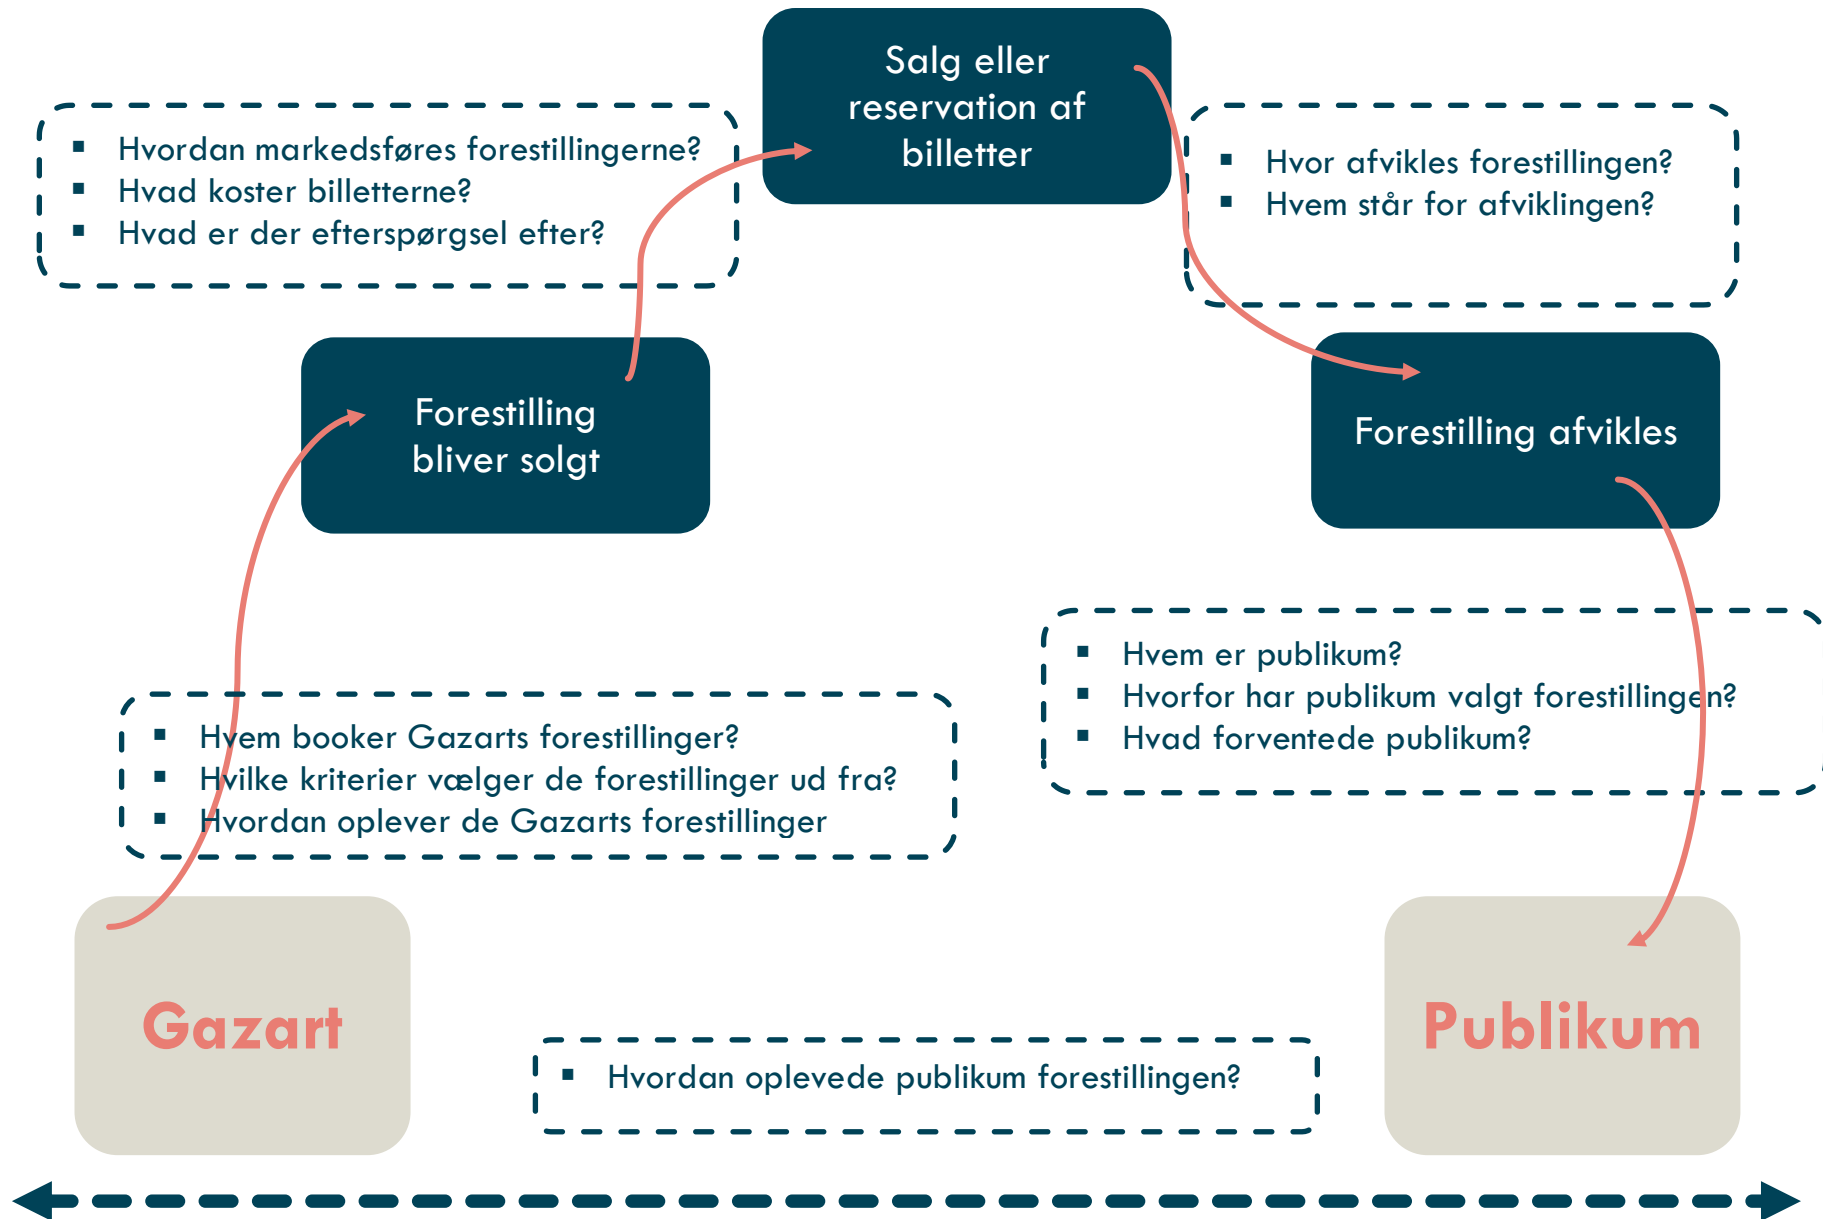 Salg eller
reservation af
billetter
▪ Hvordan markedsføres forestillingerne?
▪ Hvad koster billetterne?
▪ Hvad er der efterspørgsel efter?
▪ Hvor afvikles forestillingen?
▪ Hvem står for afviklingen?
Forestilling
bliver solgt
Forestilling afvikles
▪ Hvem er publikum?
▪ Hvorfor har publikum valgt forestillingen?
▪ Hvad forventede publikum?
▪ Hvem booker Gazarts forestillinger?
▪ Hvilke kriterier vælger de forestillinger ud fra?
▪ Hvordan oplever de Gazarts forestillinger
Gazart
Publikum
▪ Hvordan oplevede publikum forestillingen?